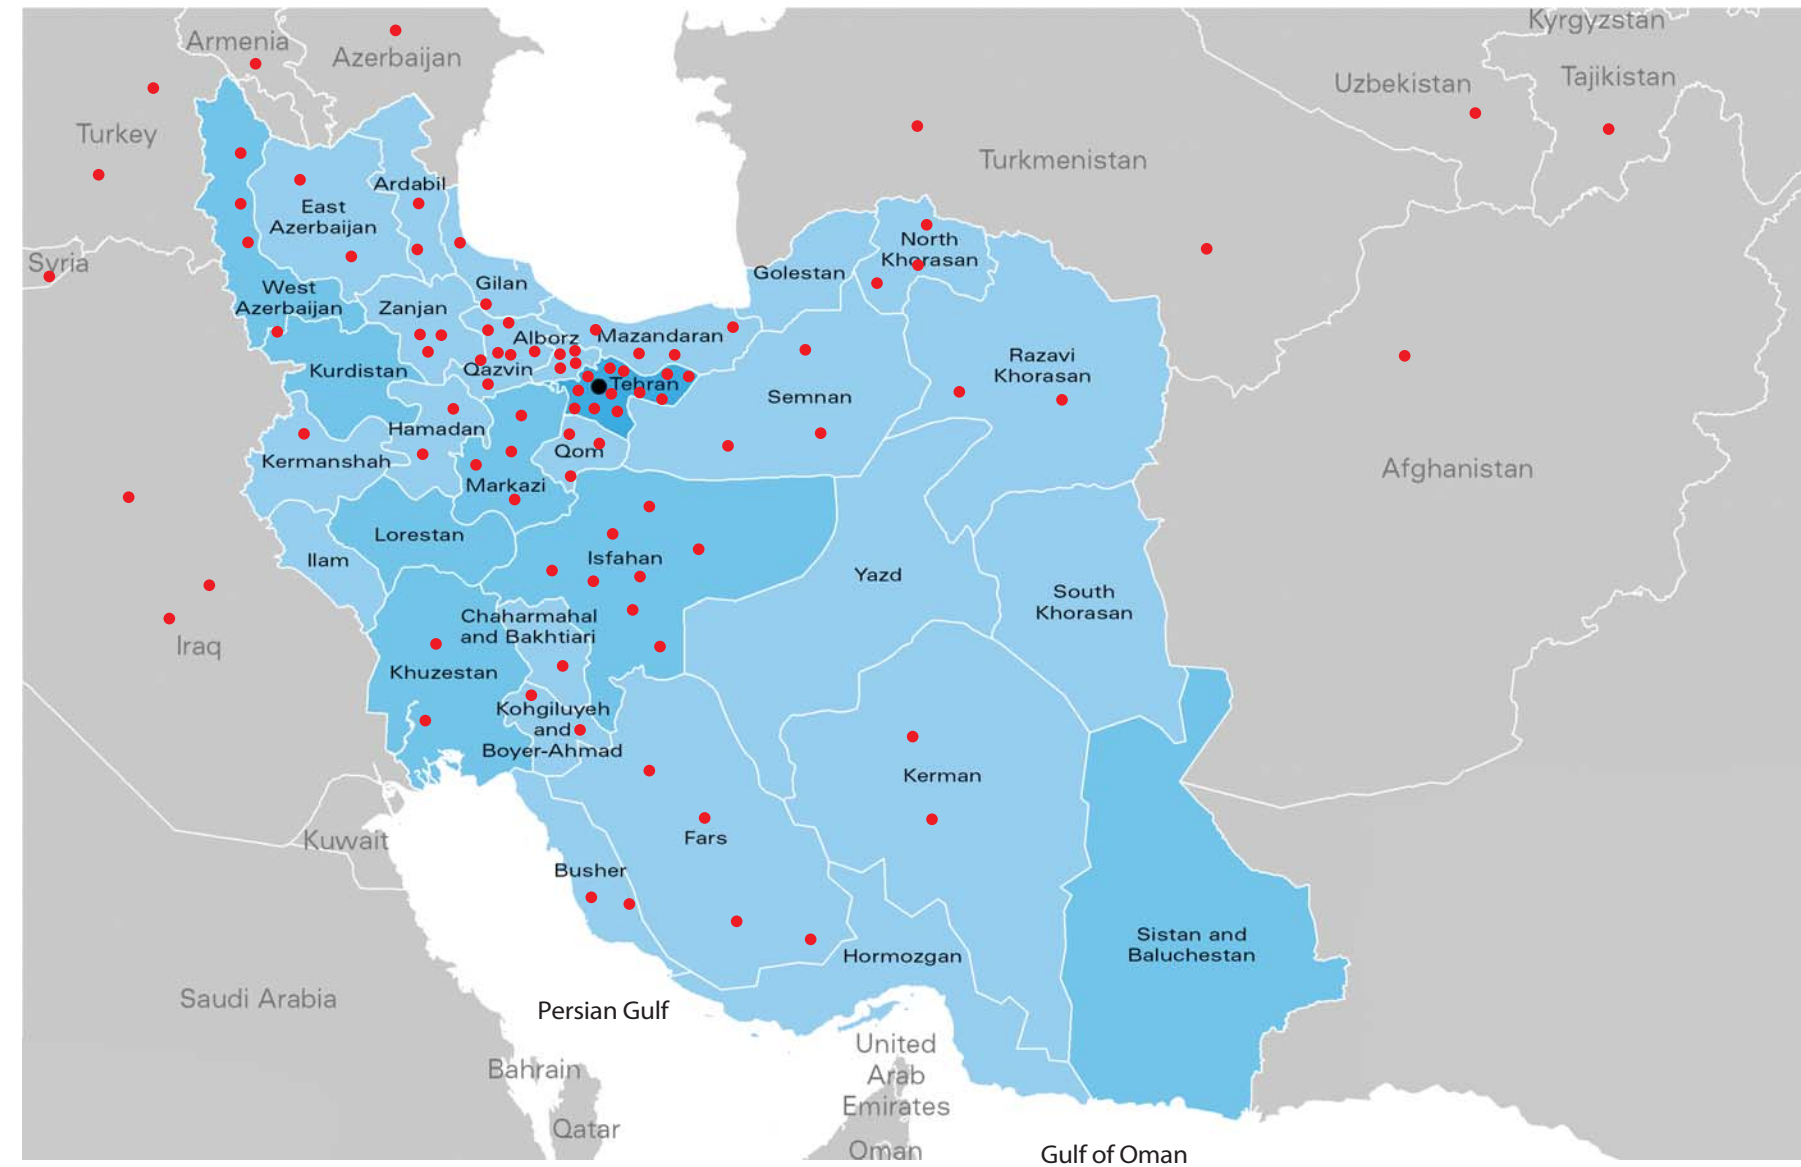 Kyrgyzstan
Armenia
Azerbaijan
Uzbekistan
Tajikistan
Turkey
Turkmenistan
Ardabil
East
Azerbaijan
North
Khorasan
Syria
Golestan
Gilan
West
Azerbaijan
Zanjan
Alborz
Mazandaran
Razavi
Khorasan
Kurdistan
Qazvin
Tehran
Semnan
Hamadan
Qom
Kermanshah
Markazi
Afghanistan
Lorestan
Isfahan
Ilam
Yazd
South
Khorasan
Chaharmahal
and Bakhtiari
Iraq
Khuzestan
Kohgiluyeh
and
Boyer-Ahmad
Kerman
Kuwait
Fars
Busher
Sistan and
Baluchestan
Hormozgan
Saudi Arabia
Persian Gulf
United
Arab
Emirates
Bahrain
Qatar
Oman
Gulf of Oman